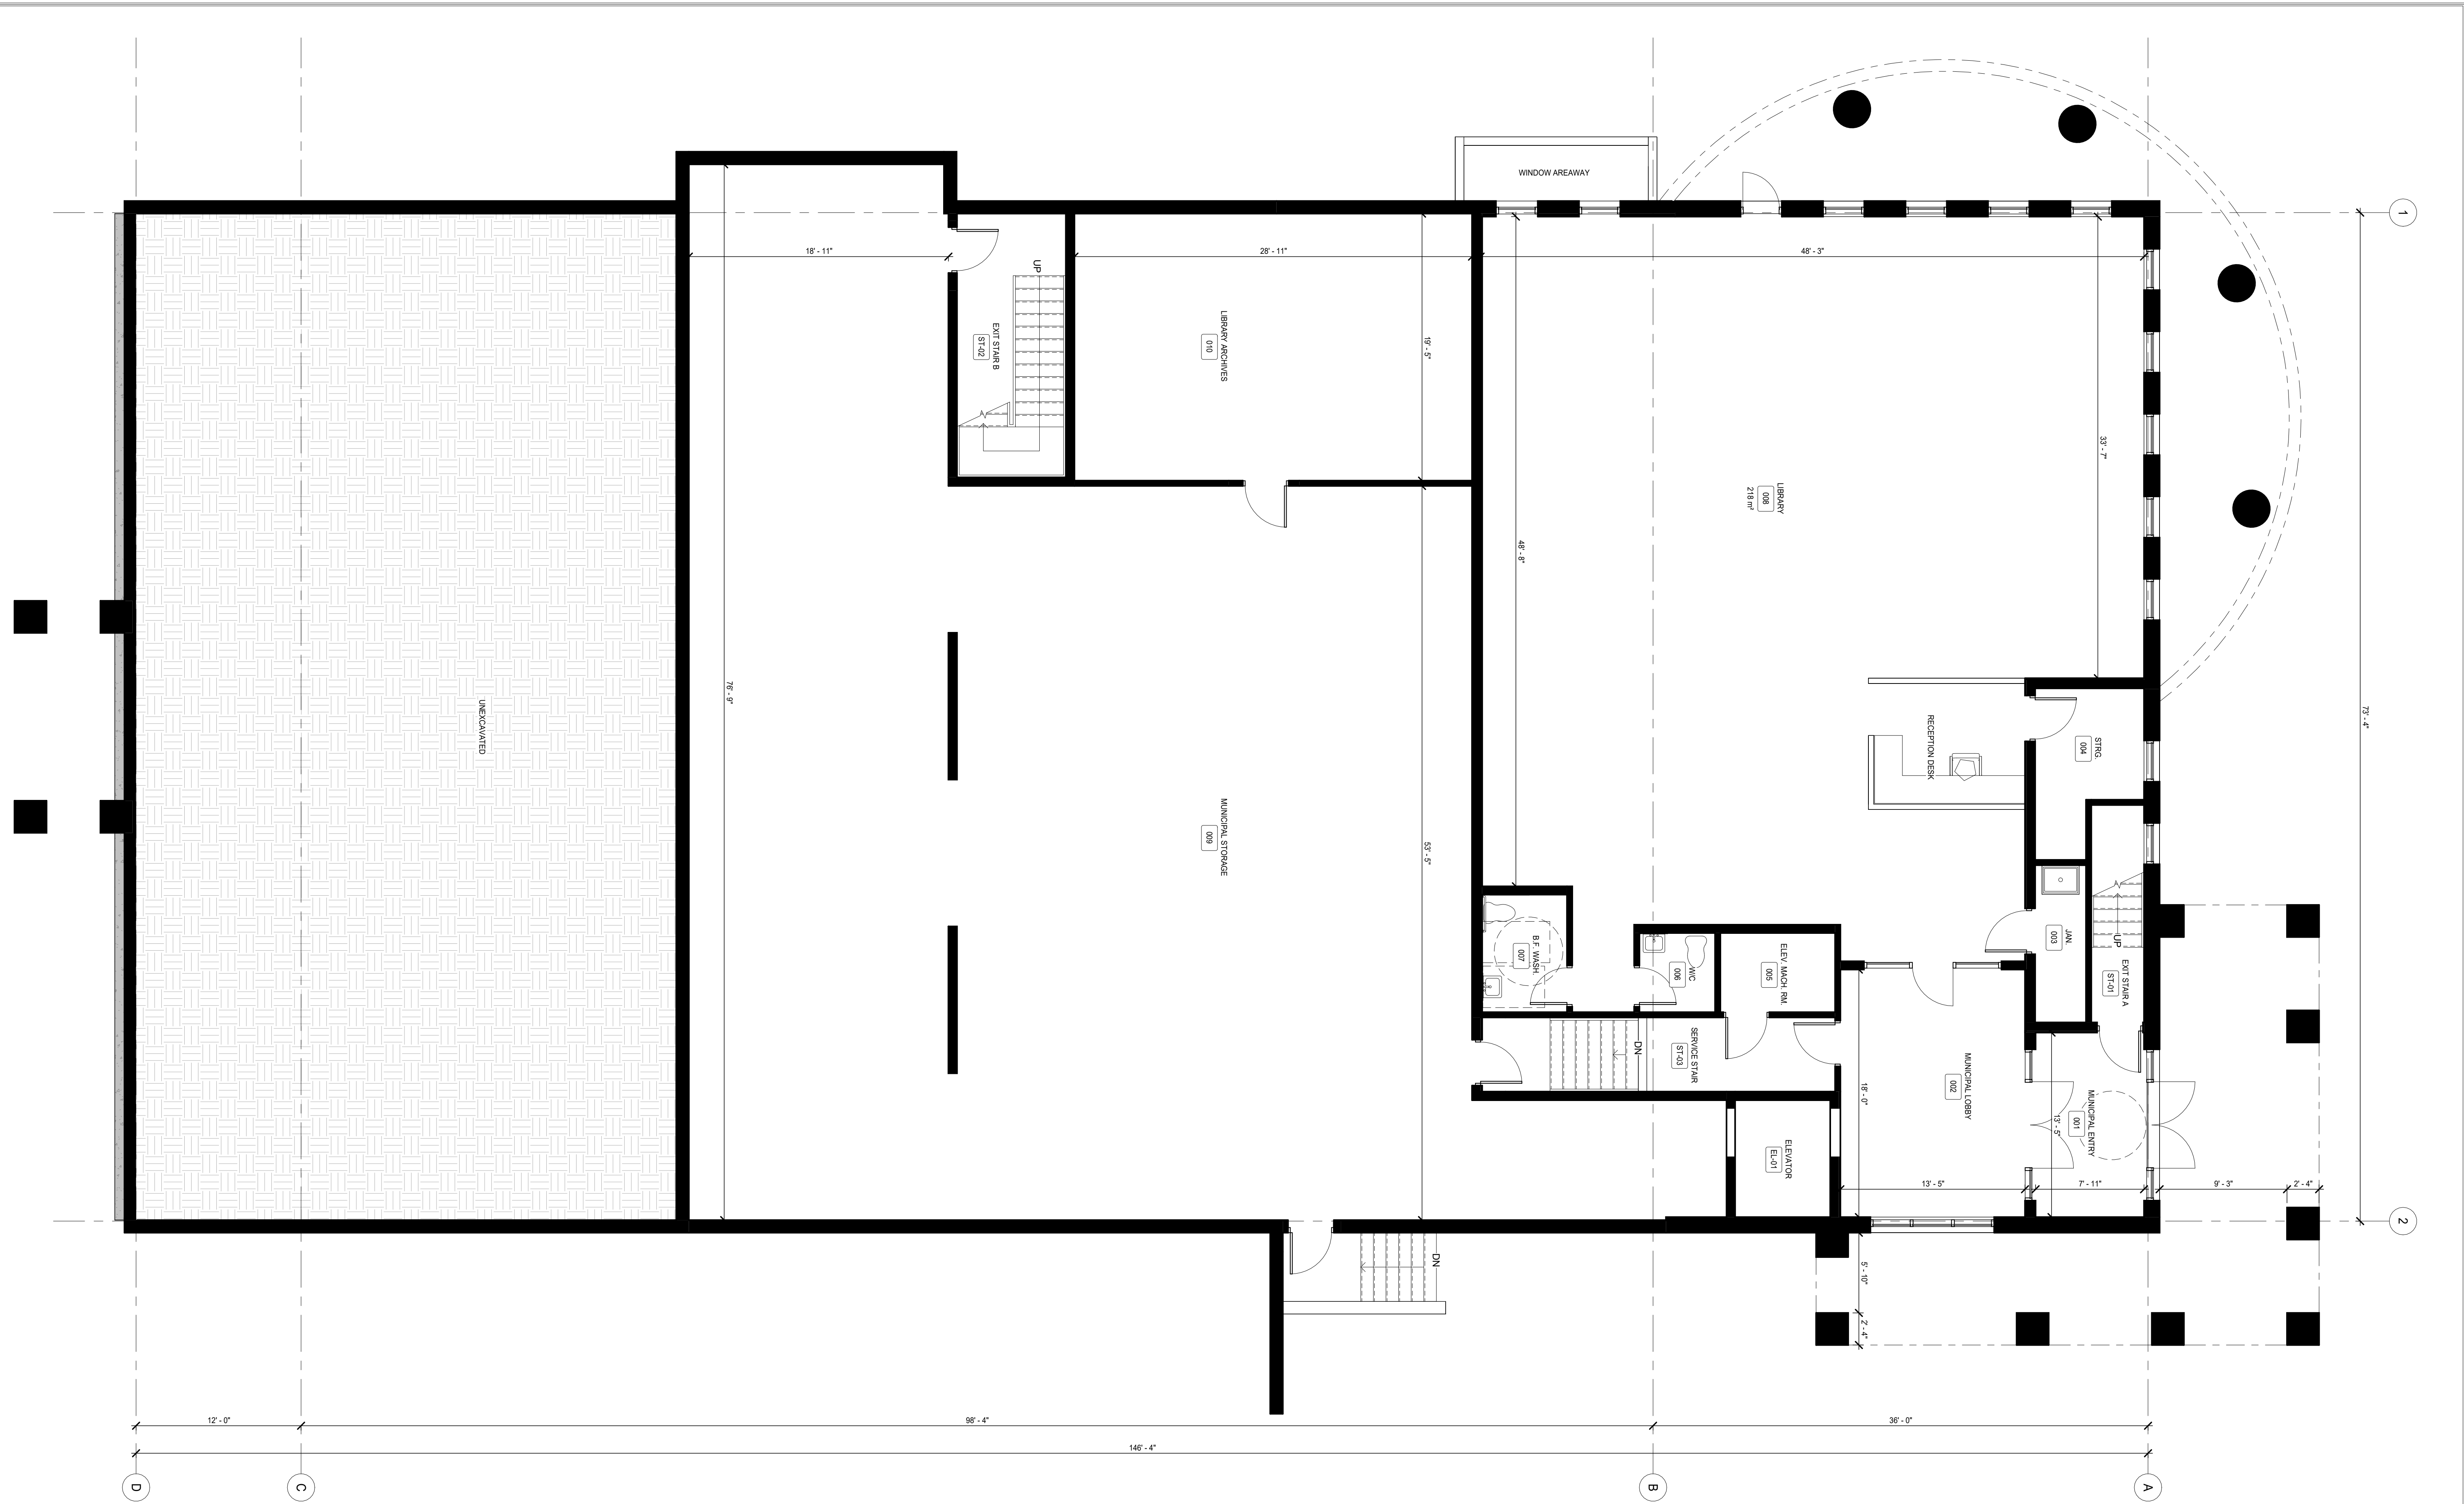 1
WINDOW AREAWAY
18' - 11"
28' - 11"
48' - 3"
UP
EXIT STAIR B
ST-02
LIBRARY ARCHIVES
010
19' - 5"
33' - 7"
LIBRARY
008
218 m²
48' - 8"
73' - 4"
76' - 9"
UNEXCAVATED
MUNICIPAL STORAGE
009
53' - 5"
RECEPTION DESK
STRG.
004
JAN.
003
UP
EXIT STAIR A
ST-01
B.F. WASH.
007
W/C
006
ELEV. MACH. RM.
005
DN
SERVICE STAIR
ST-03
MUNICIPAL LOBBY
002
18' - 0"
MUNICIPAL ENTRY
001
13' - 5"
ELEVATOR
EL-01
13' - 5"
7' - 11"
9' - 3"
2' - 4"
2
DN
5' - 10"
2' - 4"
12' - 0"
98' - 4"
36' - 0"
146' - 4"
D
C
B
A